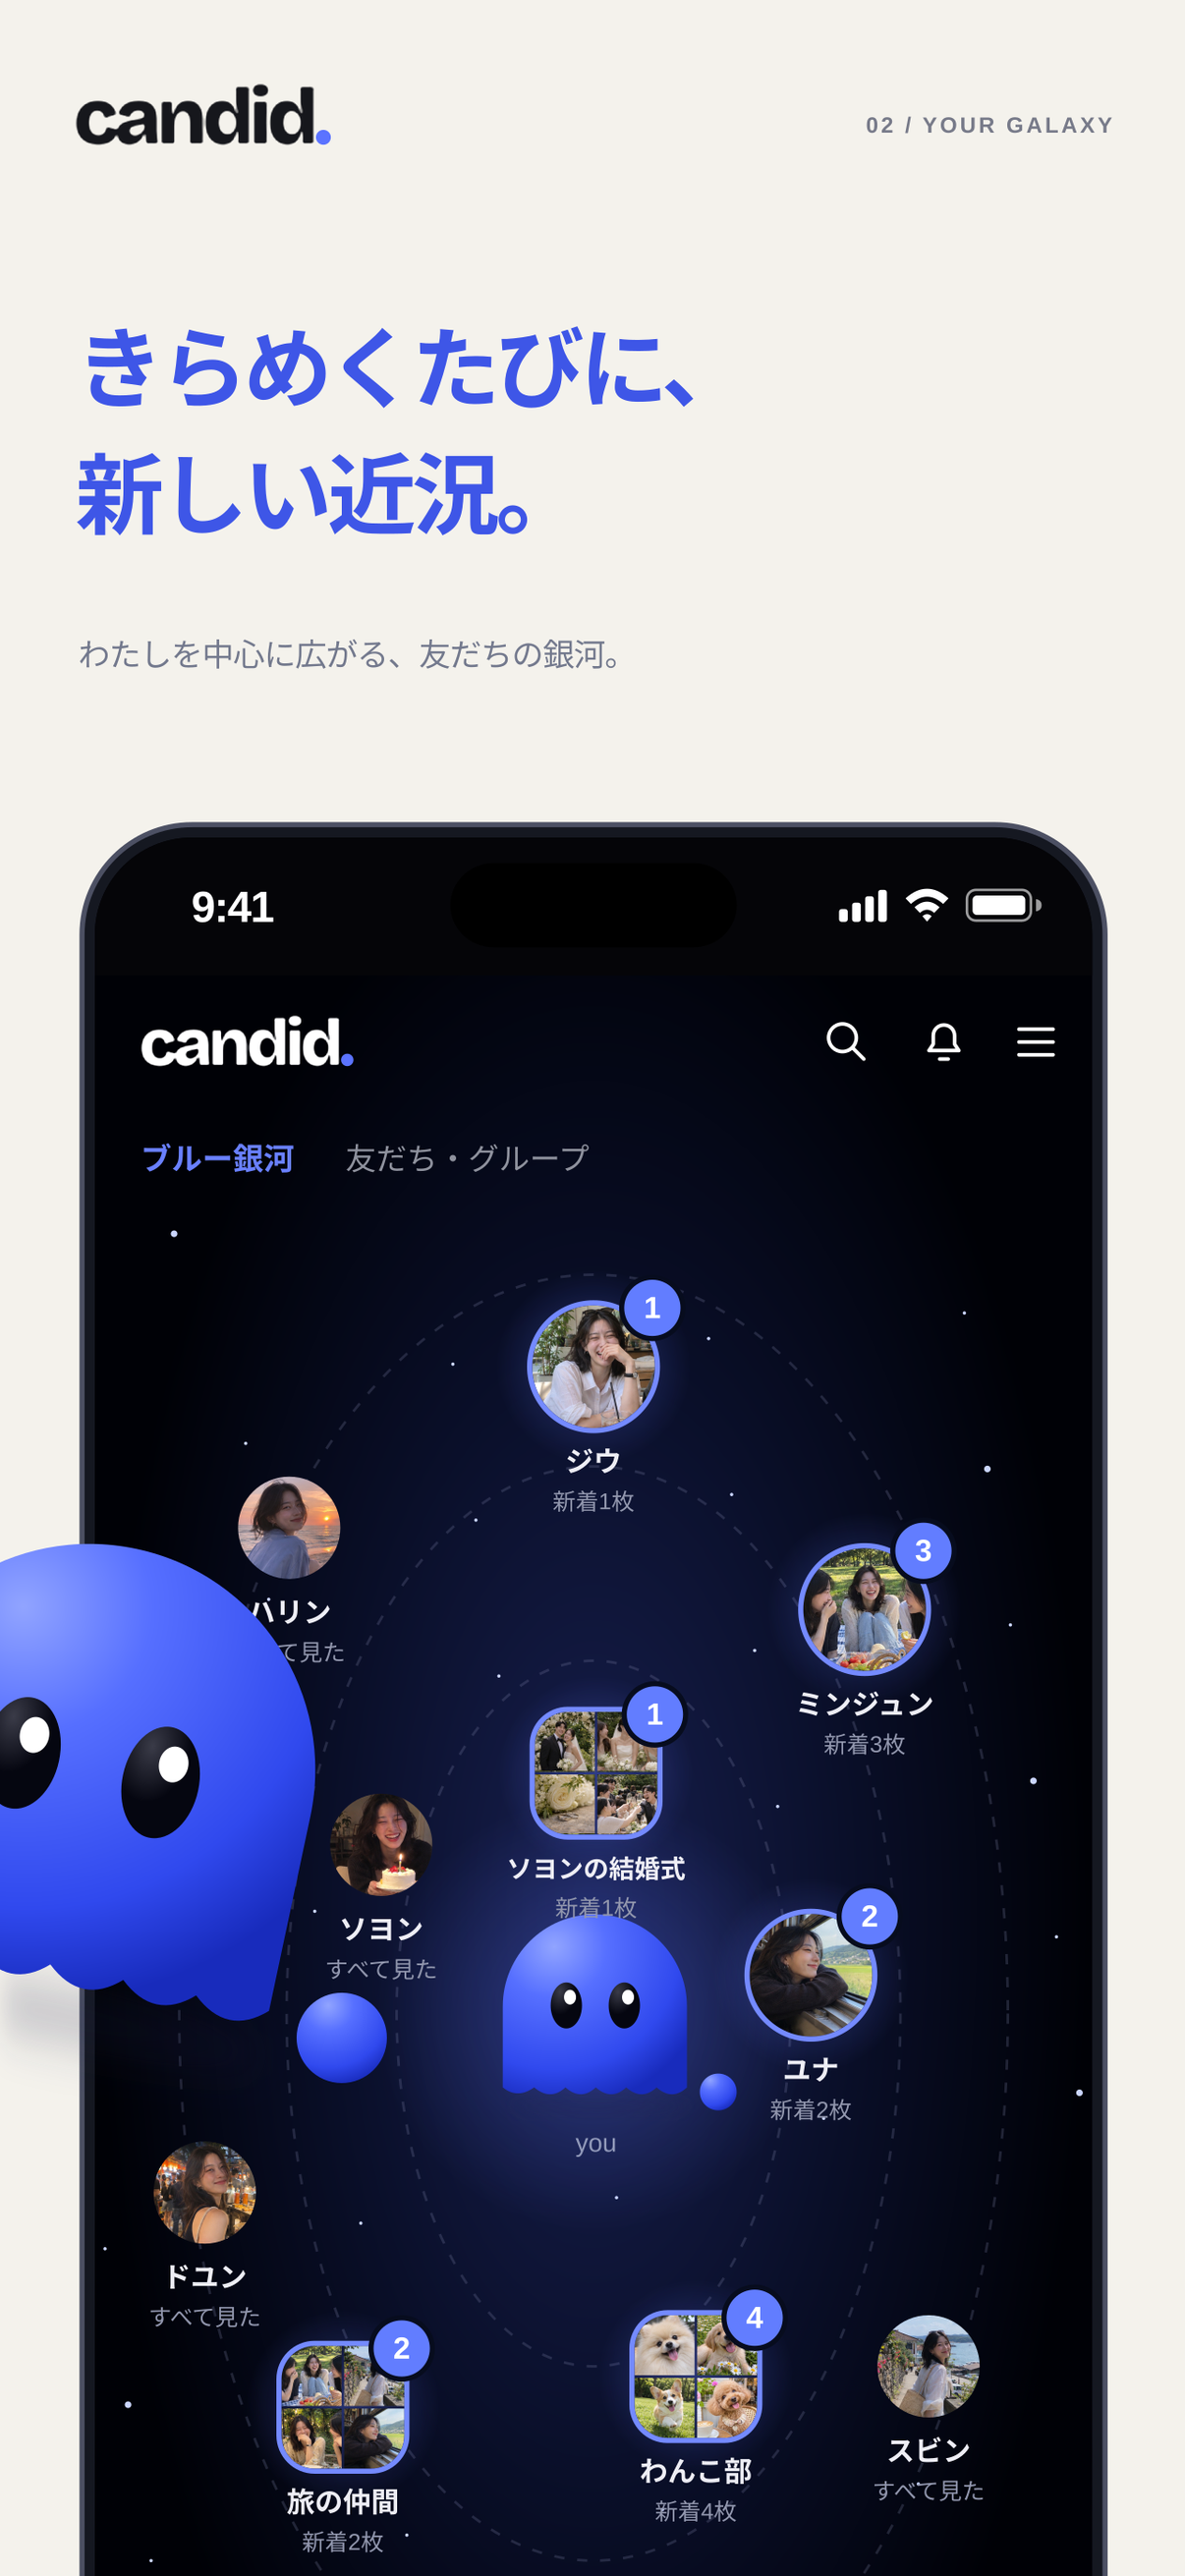 candid.
02 / YOUR GALAXY
きらめくたびに、
新しい近況。
わたしを中心に広がる、友だちの銀河。
9:41
candid.
ブルー銀河 友だち・グループ
1
ジウ
新着1枚
ハリン
て見た
3
ミンジュン
新着3枚
1
ソヨンの結婚式
新着1枚
ソヨン
すべて見た
2
ユナ
新着2枚
you
ドユン
すべて見た
2
旅の仲間
新着2枚
4
わんこ部
新着4枚
スビン
すべて見た